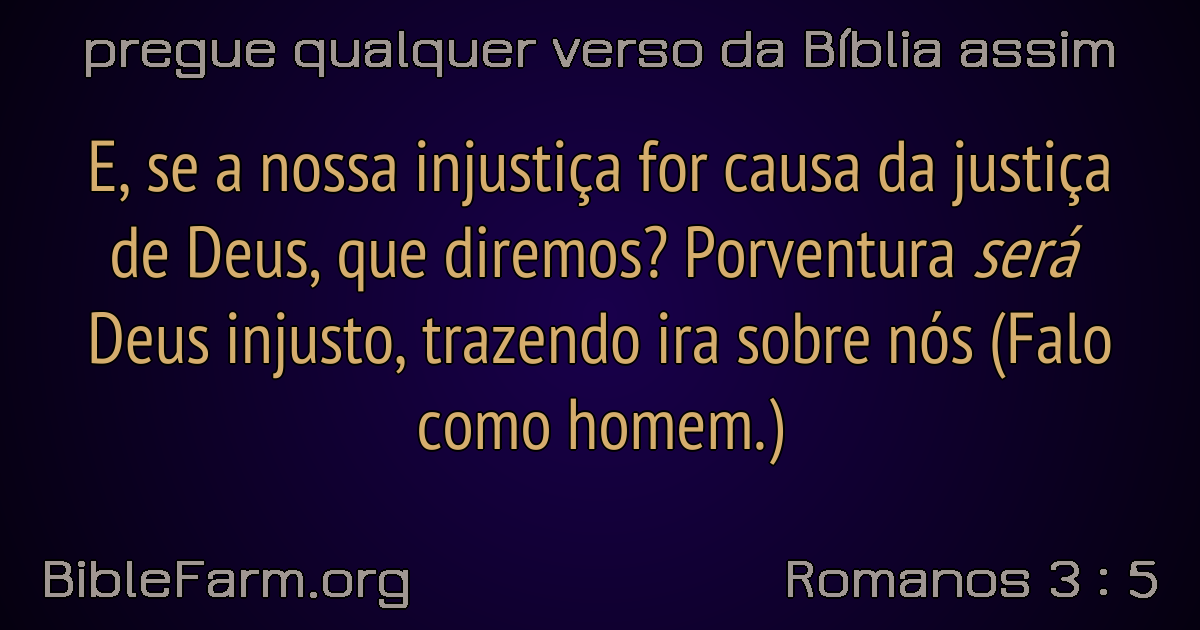 pregue qualquer verso da Bíblia assim
E, se a nossa injustiça for causa da justiça
de Deus, que diremos? Porventura será
Deus injusto, trazendo ira sobre nós (Falo
como homem.)
BibleFarm.org
Romanos 3 : 5